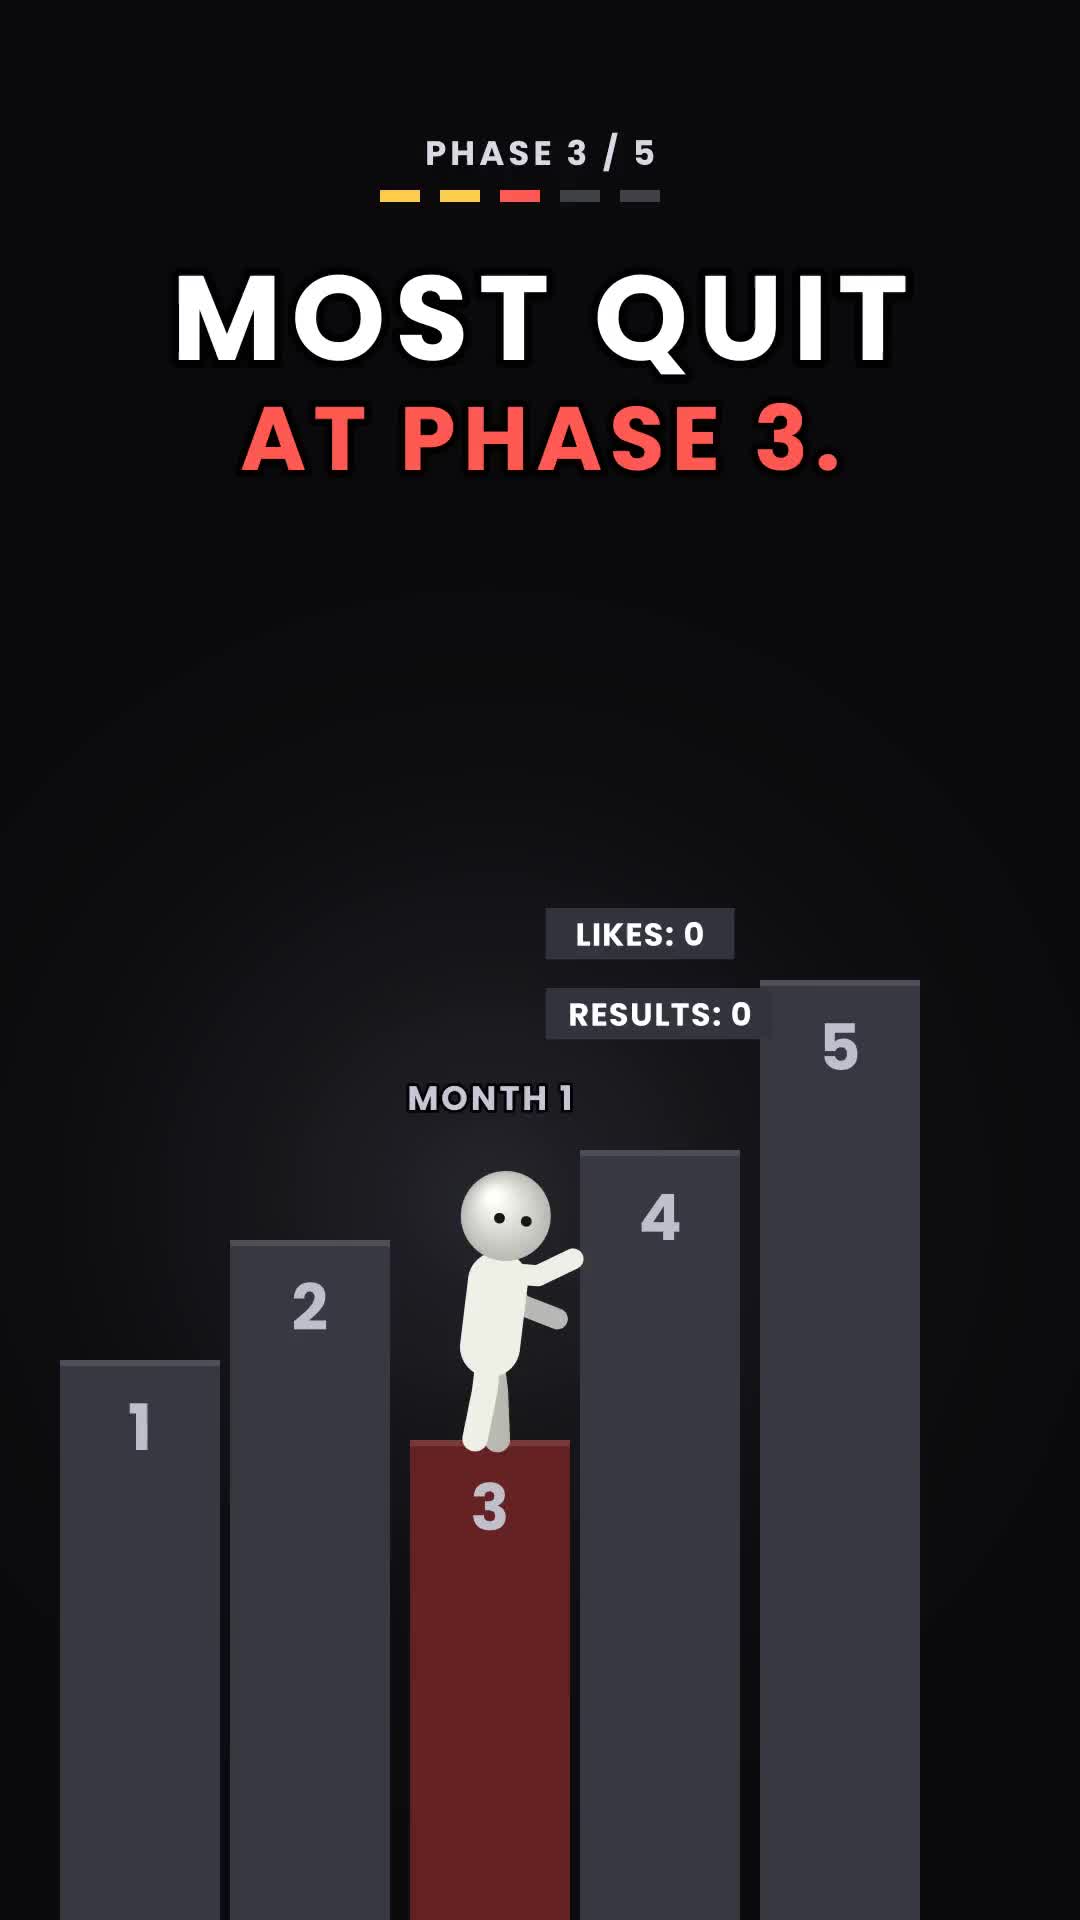 PHASE 3 / 5
MOST QUIT
AT PHASE 3.
LIKES: 0
RESULTS: 0
5
MONTH 1
4
2
1
3